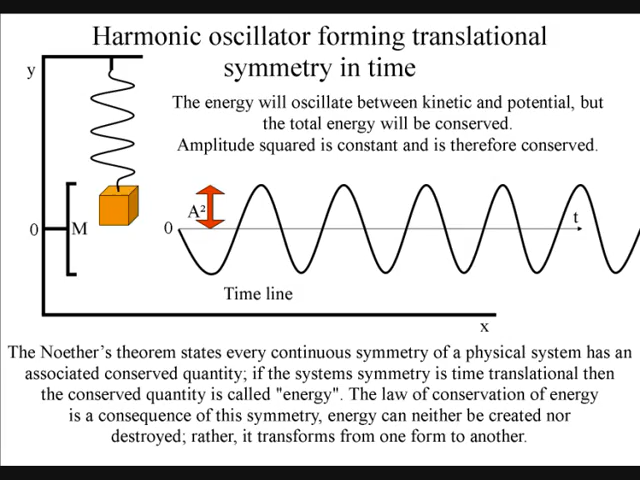 Harmonic oscillator forming translational
symmetry in time
y
The energy will oscillate between kinetic and potential, but
the total energy will be conserved.
Amplitude squared is constant and is therefore conserved.
A²
0
M
0
t
Time line
x
The Noether's theorem states every continuous symmetry of a physical system has an
associated conserved quantity; if the systems symmetry is time translational then
the conserved quantity is called "energy". The law of conservation of energy
is a consequence of this symmetry, energy can neither be created nor
destroyed; rather, it transforms from one form to another.